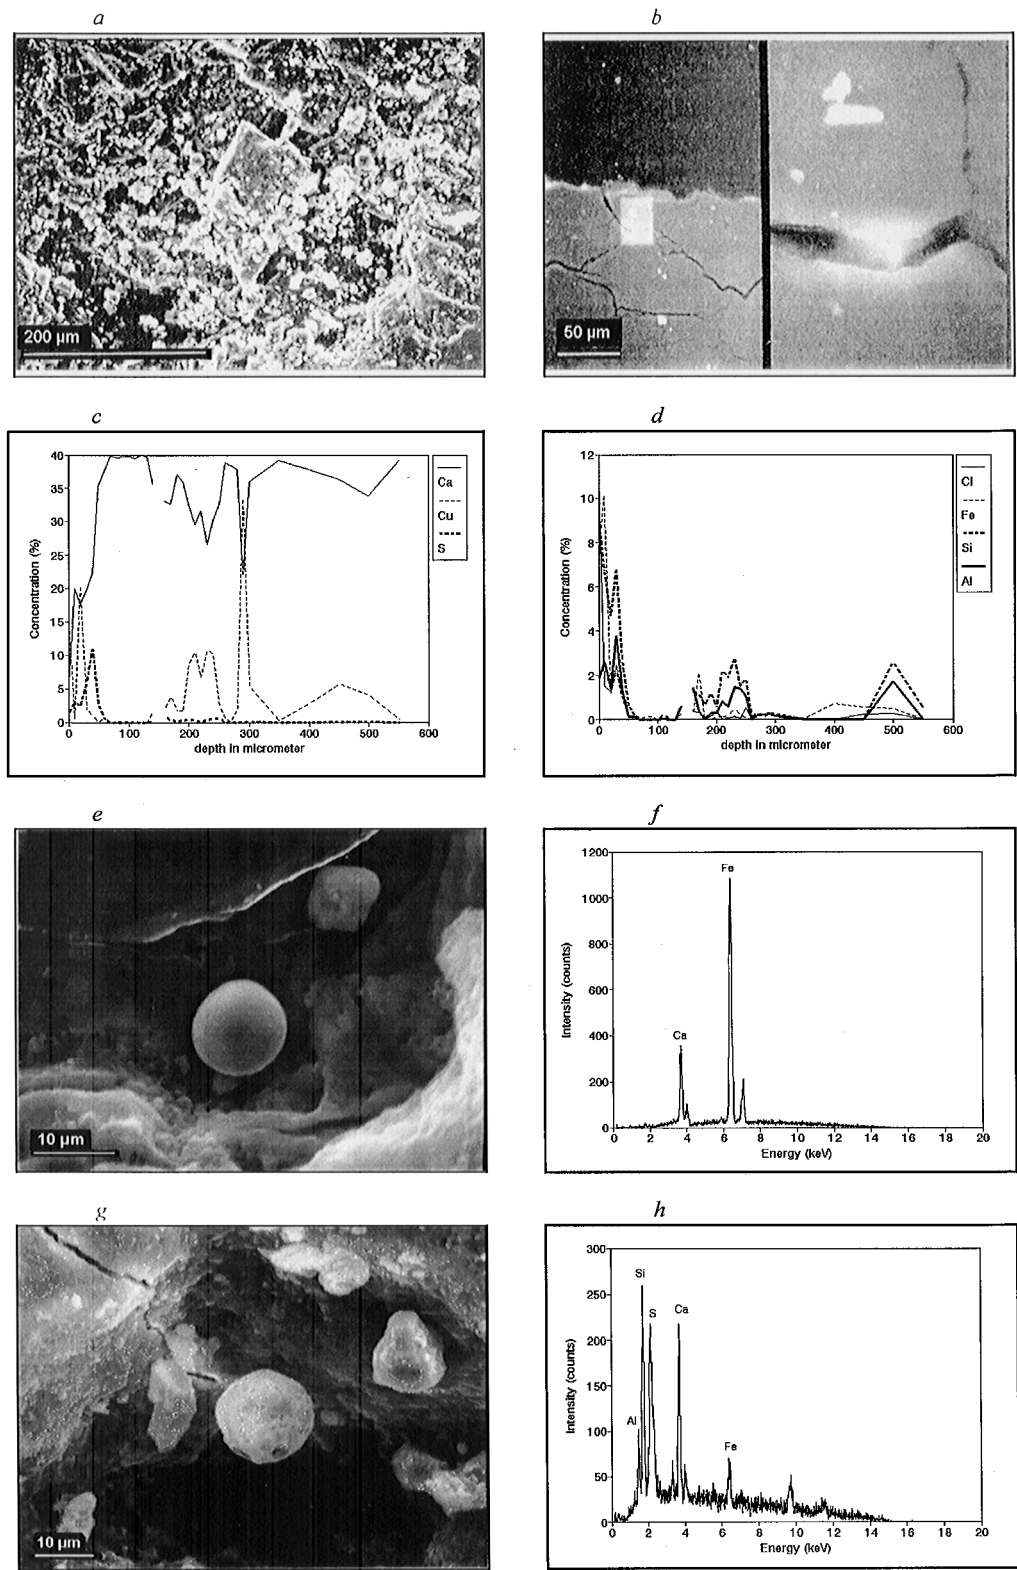 a
b
200 µm
50 µm
c
d
40
35
30
25
20
15
10
5
0
Concentration (%)
0 100 200 300 400 500 600
depth in micrometer
Ca
Cu
S
12
10
8
6
4
2
0
Concentration (%)
0 100 200 300 400 500 600
depth in micrometer
Cl
Fe
Si
Al
e
f
10 µm
1200
1000
800
600
400
200
0
Intensity (counts)
Fe
Ca
0 2 4 6 8 10 12 14 16 18 20
Energy (keV)
g
h
10 µm
300
250
200
150
100
50
0
Intensity (counts)
Si
S
Ca
Al
Fe
0 2 4 6 8 10 12 14 16 18 20
Energy (keV)